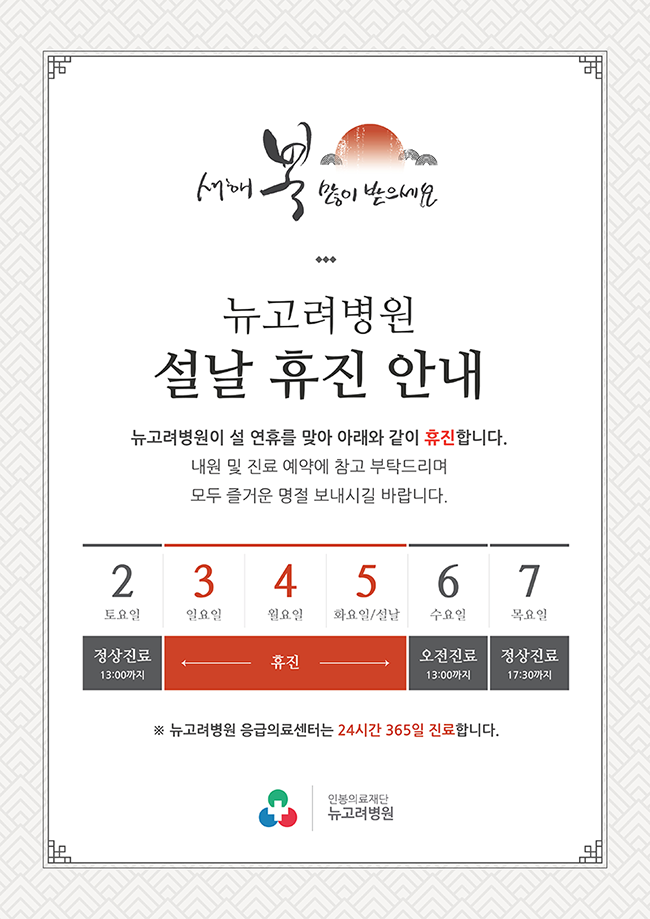 새해 복 많이 받으세요
뉴고려병원
설날 휴진 안내
뉴고려병원이 설 연휴를 맞아 아래와 같이 휴진합니다.
내원 및 진료 예약에 참고 부탁드리며
모두 즐거운 명절 보내시길 바랍니다.
2 3 4 5 6 7
토요일 일요일 월요일 화요일/설날 수요일 목요일
정상진료 휴진 오전진료 정상진료
13:00까지 13:00까지 17:30까지
※ 뉴고려병원 응급의료센터는 24시간 365일 진료합니다.
인봉의료재단
뉴고려병원